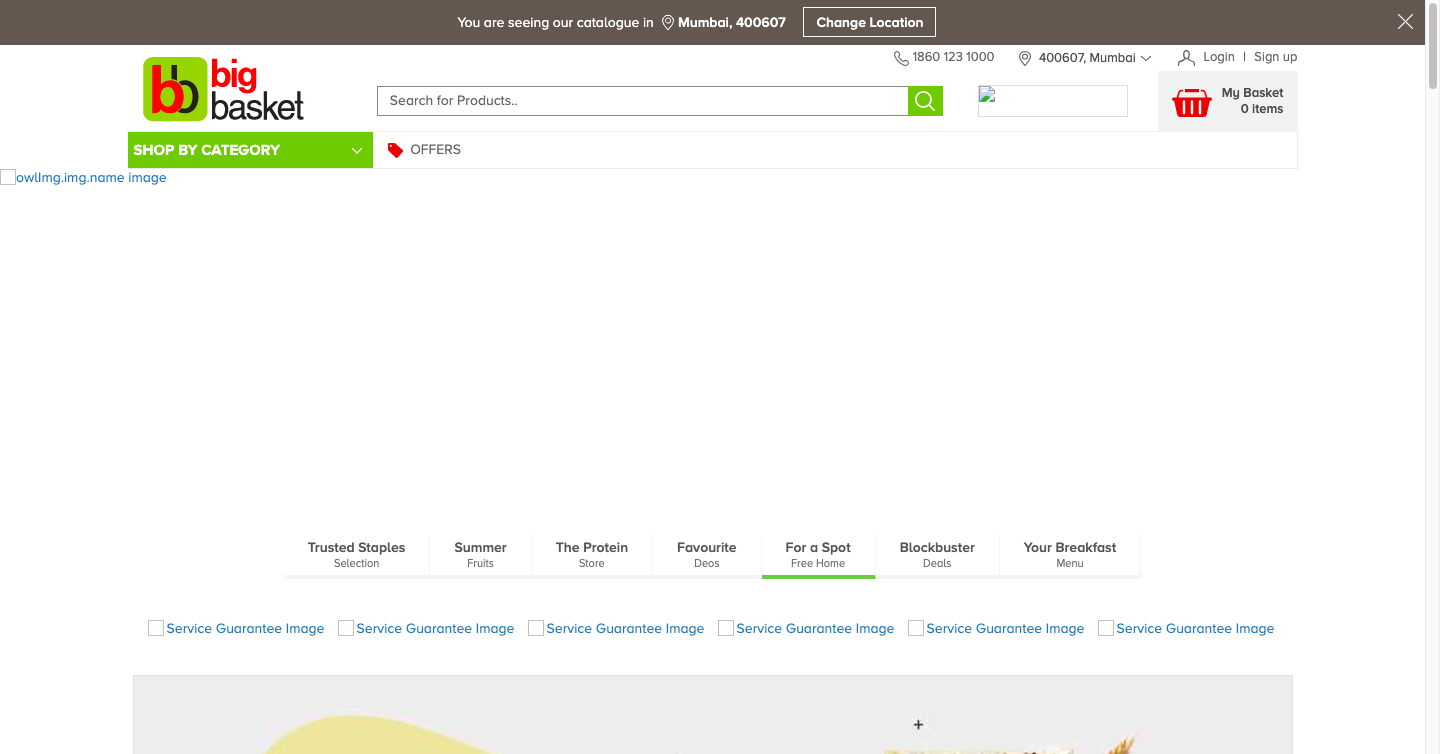 You are seeing our catalogue in Mumbai, 400607 Change Location
1860 123 1000 400607, Mumbai Login | Sign up
bb big
basket
Search for Products..
My Basket
0 items
SHOP BY CATEGORY OFFERS
owlImg.img.name image
Trusted Staples
Selection
Summer
Fruits
The Protein
Store
Favourite
Deos
For a Spot
Free Home
Blockbuster
Deals
Your Breakfast
Menu
Service Guarantee Image Service Guarantee Image Service Guarantee Image Service Guarantee Image Service Guarantee Image Service Guarantee Image
+